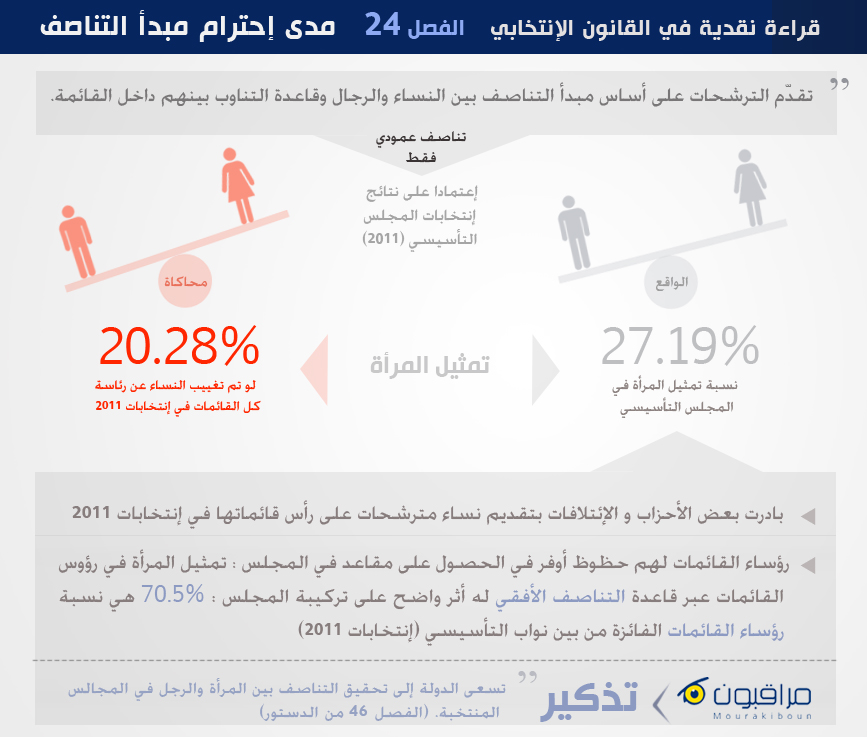 قراءة نقدية في القانون الإنتخابي الفصل 24 مدى إحترام مبدأ التناصف
” تقدّم الترشحات على أساس مبدأ التناصف بين النساء والرجال وقاعدة التناوب بينهم داخل القائمة.
تناصف عمودي
فقط
إعتمادا على نتائج
إنتخابات المجلس
التأسيسي (2011)
الواقع
محاكاة
27.19%
نسبة تمثيل المرأة في
المجلس التأسيسي
تمثيل المرأة
20.28%
لو تم تغييب النساء عن رئاسة
كل القائمات في إنتخابات 2011
بادرت بعض الأحزاب و الإئتلافات بتقديم نساء مترشحات على رأس قائماتها في إنتخابات 2011
رؤساء القائمات لهم حظوظ أوفر في الحصول على مقاعد في المجلس : تمثيل المرأة في رؤوس
القائمات عبر قاعدة التناصف الأفقي له أثر واضح على تركيبة المجلس : 70.5% هي نسبة
رؤساء القائمات الفائزة من بين نواب التأسيسي (إنتخابات 2011)
مراقبون
Mourakiboun
تذكير
” تسعى الدولة إلى تحقيق التناصف بين المرأة والرجل في المجالس
المنتخبة. (الفصل 46 من الدستور)